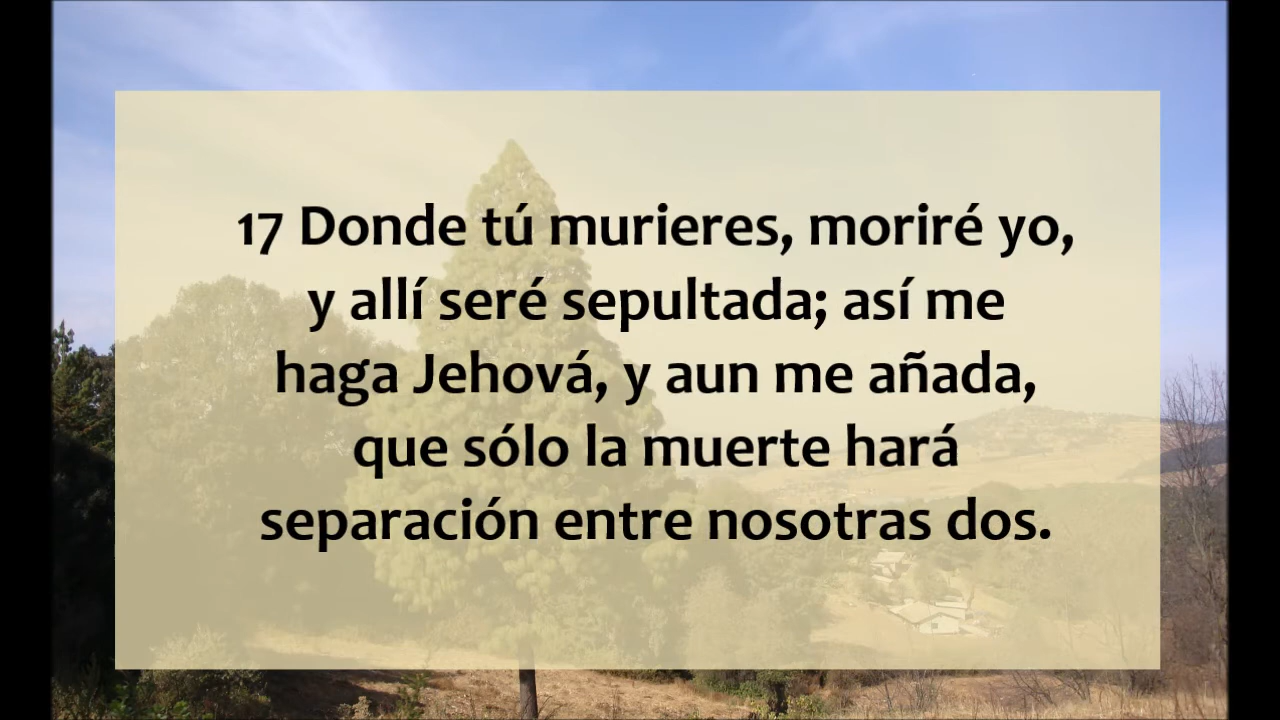 17 Donde tú murieres, moriré yo,
y allí seré sepultada; así me
haga Jehová, y aun me añada,
que sólo la muerte hará
separación entre nosotras dos.